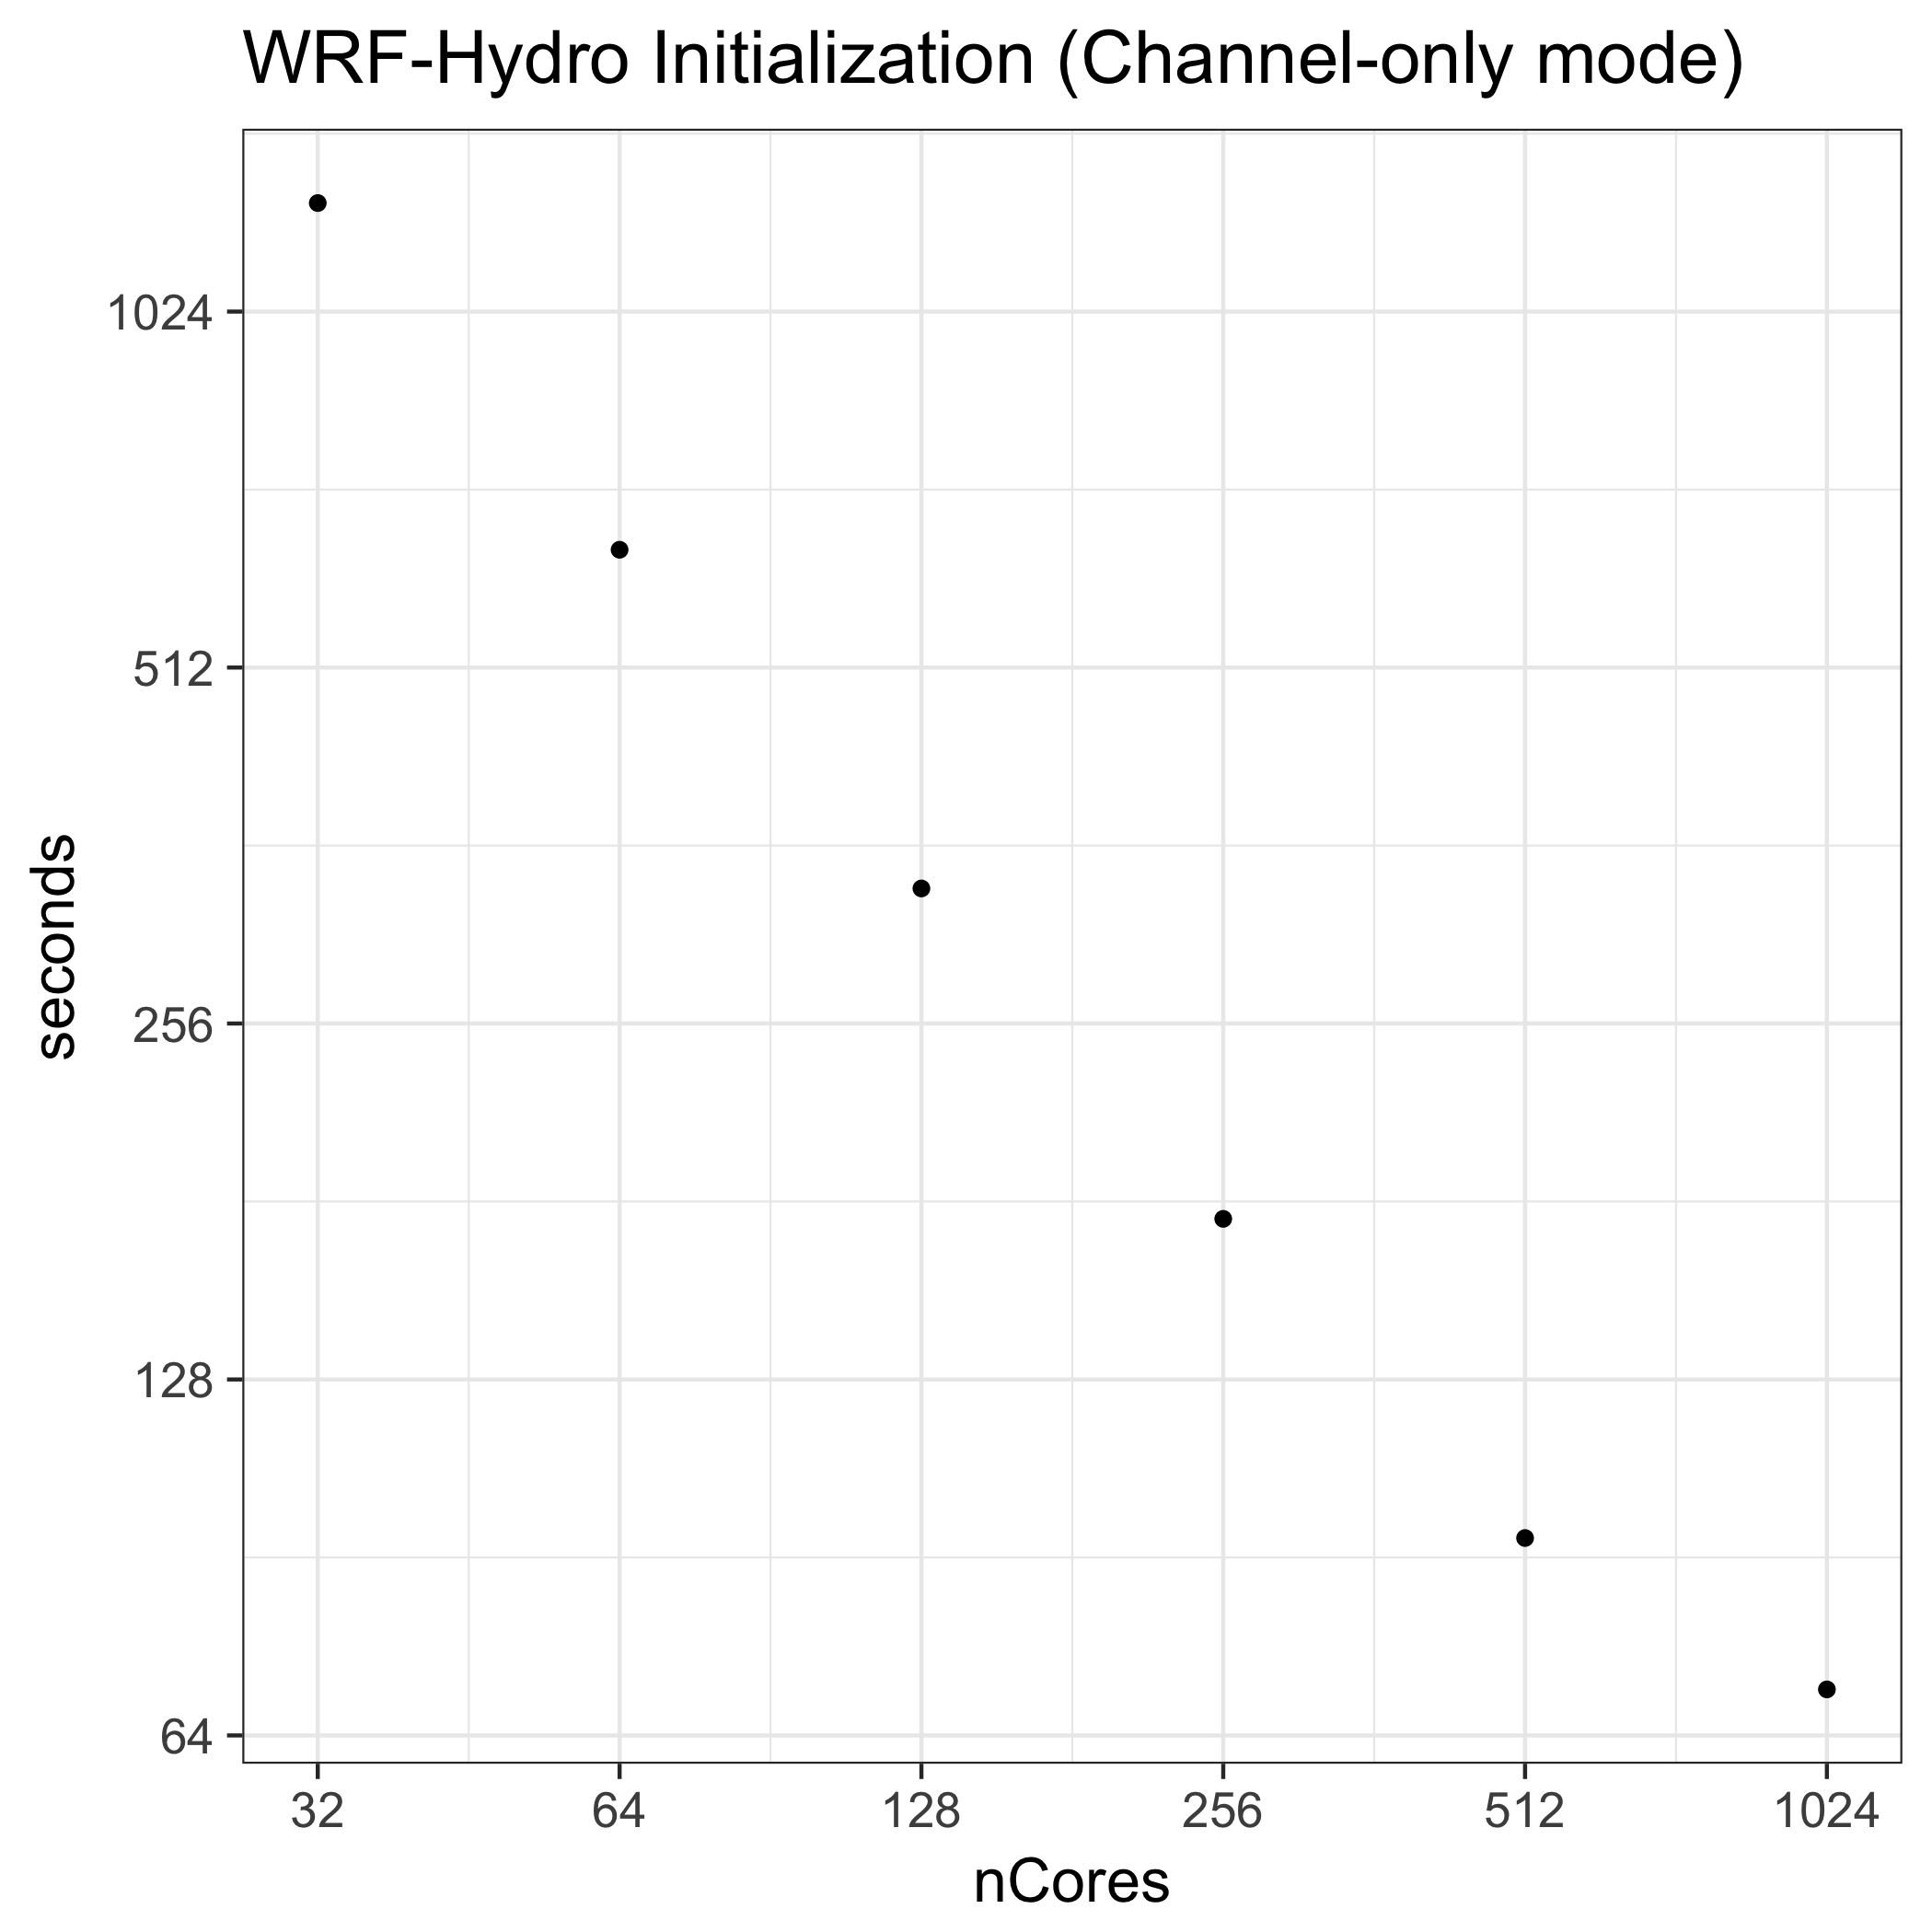 WRF-Hydro Initialization (Channel-only mode)
1024
512
256
128
64
seconds
32 64 128 256 512 1024
nCores